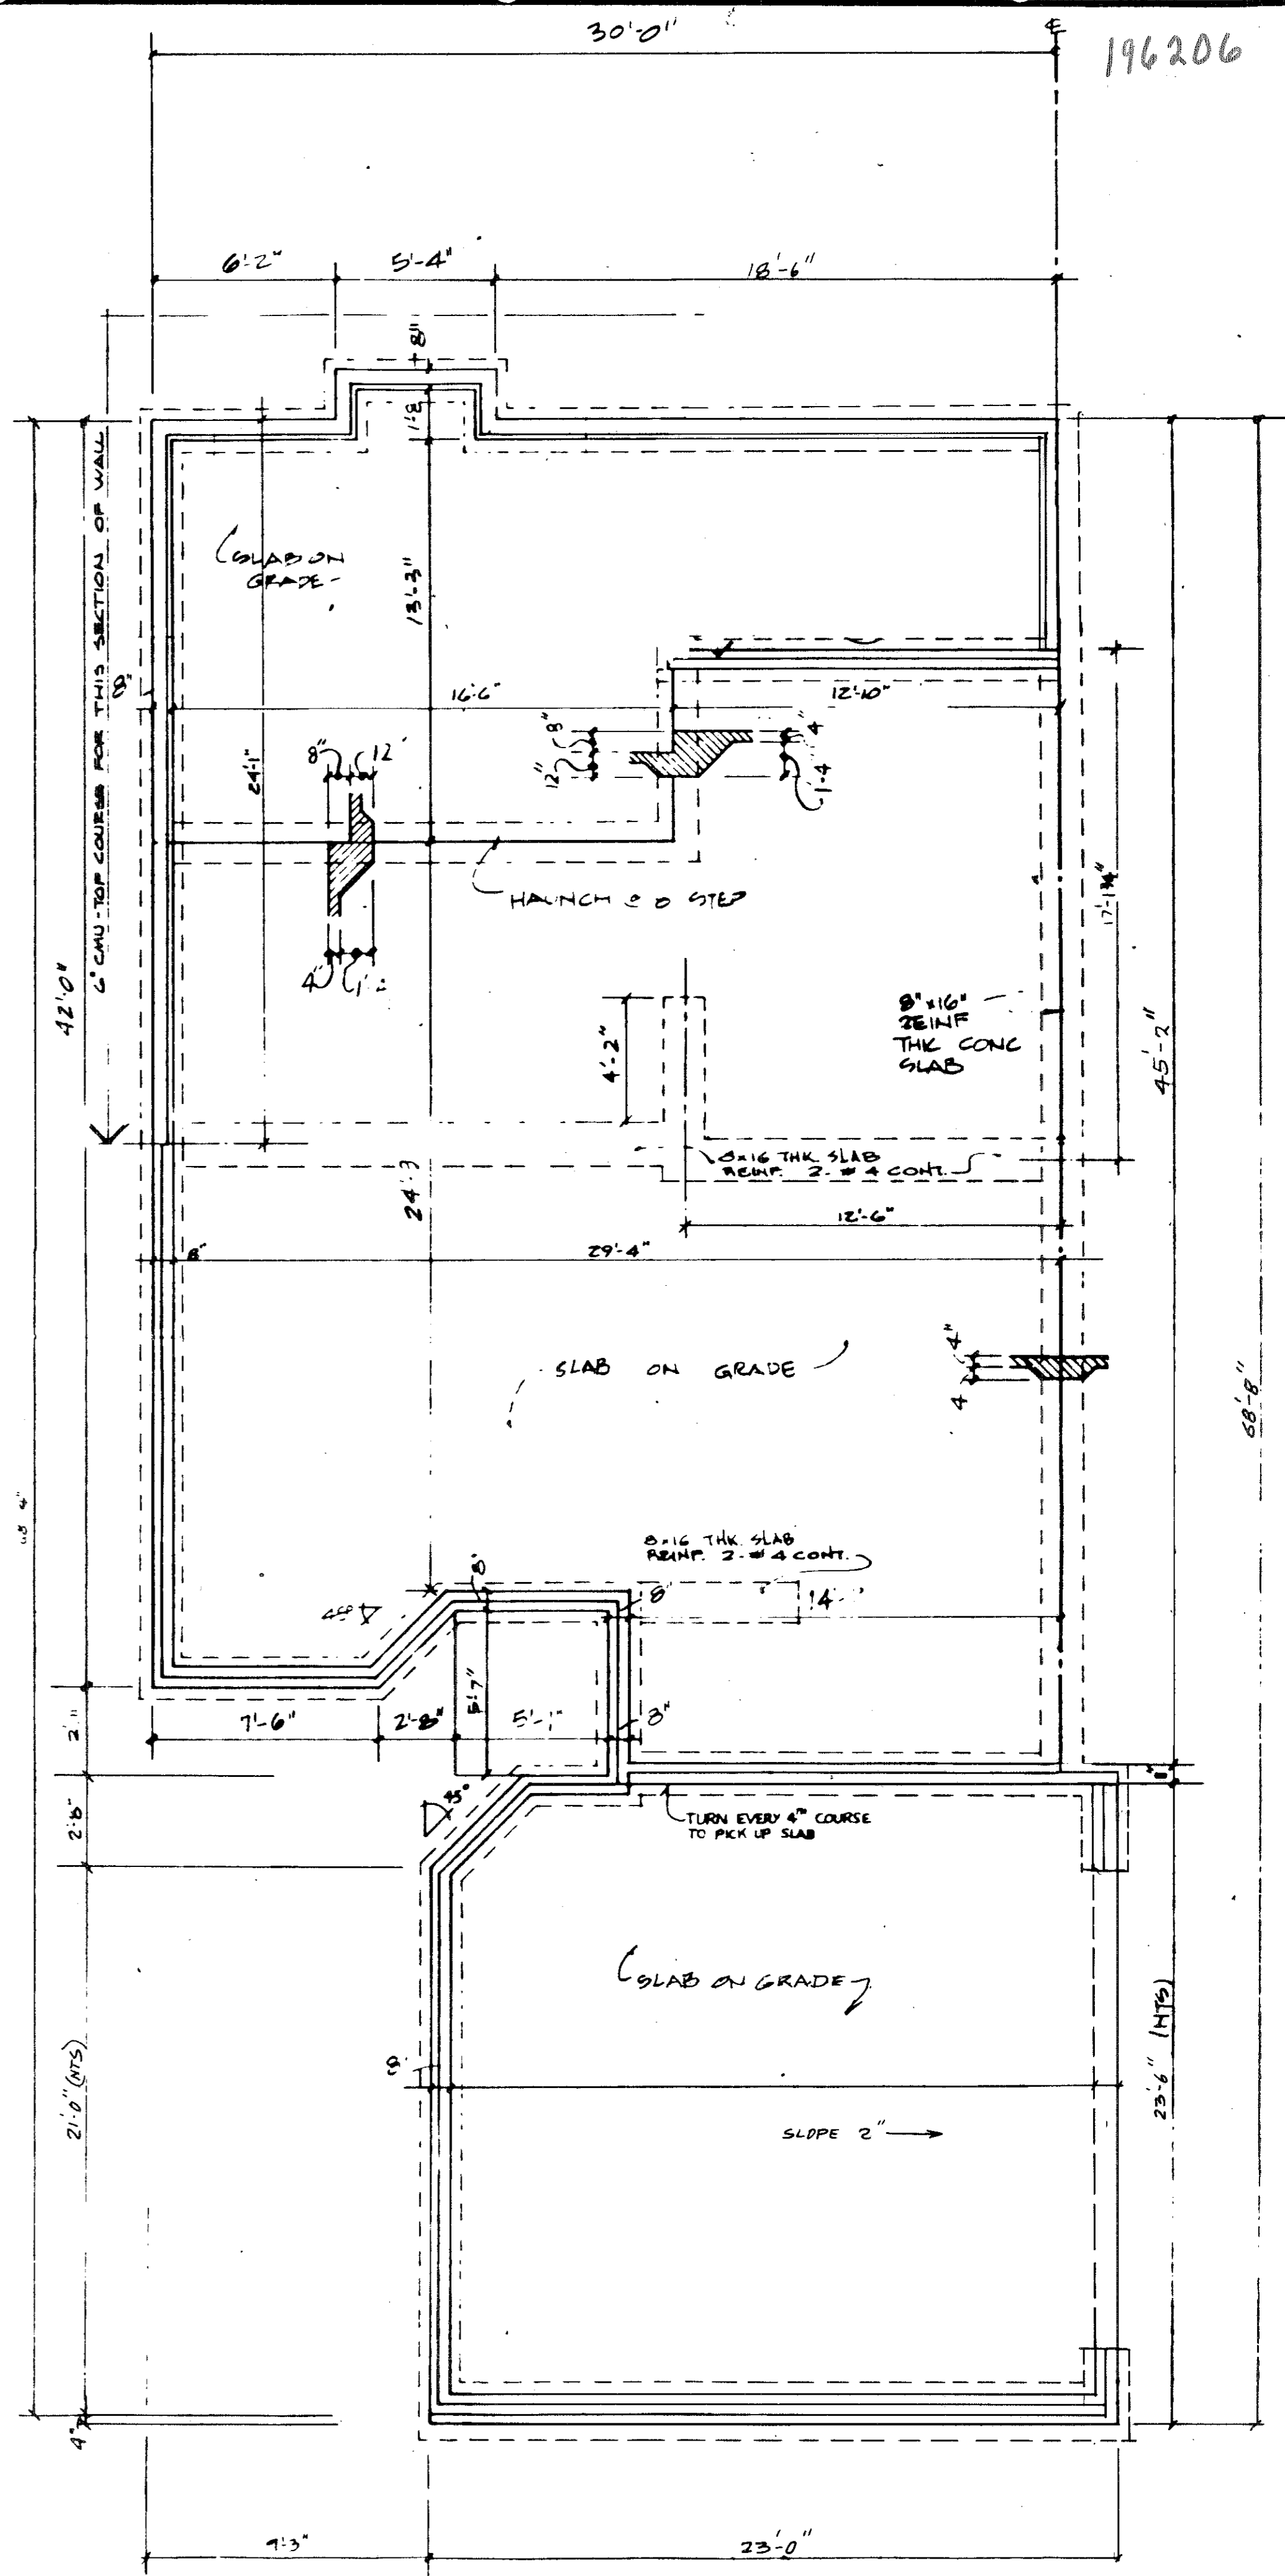 30'-0"
196206
6'-2"
5'-4"
18'-6"
8"
1'-8
6" CMU-TOP COURSE FOR THIS SECTION OF WALL
SLAB ON
GRADE
13'-3"
8"
16'-6"
12'-10"
8"
12"
4"
1'-4
24'-1"
8"
12"
HAUNCH @ 8 STEP
4"
17'-1¾"
42'-0"
45'-2"
8"x16"
REINF
THK CONC
SLAB
4'-2"
8x16 THK SLAB
REINF. 2-#4 CONT.
24'-3
12'-6"
8"
29'-4"
SLAB ON GRADE
4"
4
68'-8"
8x16 THK. SLAB
REINF. 2-#4 CONT.
8"
8"
14'-
45°
5'-7"
7'-6"
2'-8"
5'-1"
8"
8"
45°
TURN EVERY 4TH COURSE
TO PICK UP SLAB
2'-8"
SLAB ON GRADE
8"
21'-0" (NTS)
23'-6" (NTS)
SLOPE 2"
4"
9'-3"
23'-0"